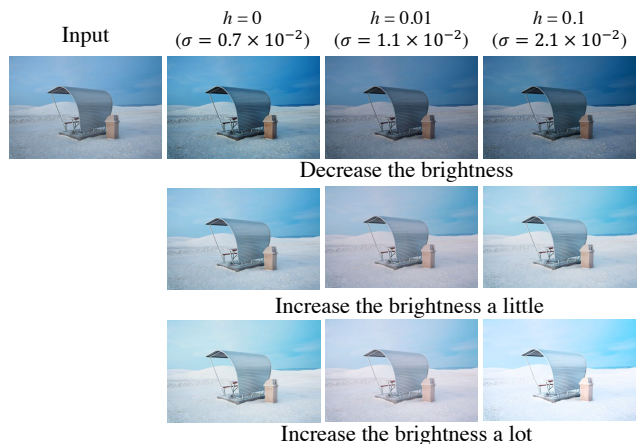 Input
h = 0
(σ = 0.7 × 10⁻²)
h = 0.01
(σ = 1.1 × 10⁻²)
h = 0.1
(σ = 2.1 × 10⁻²)
Decrease the brightness
Increase the brightness a little
Increase the brightness a lot